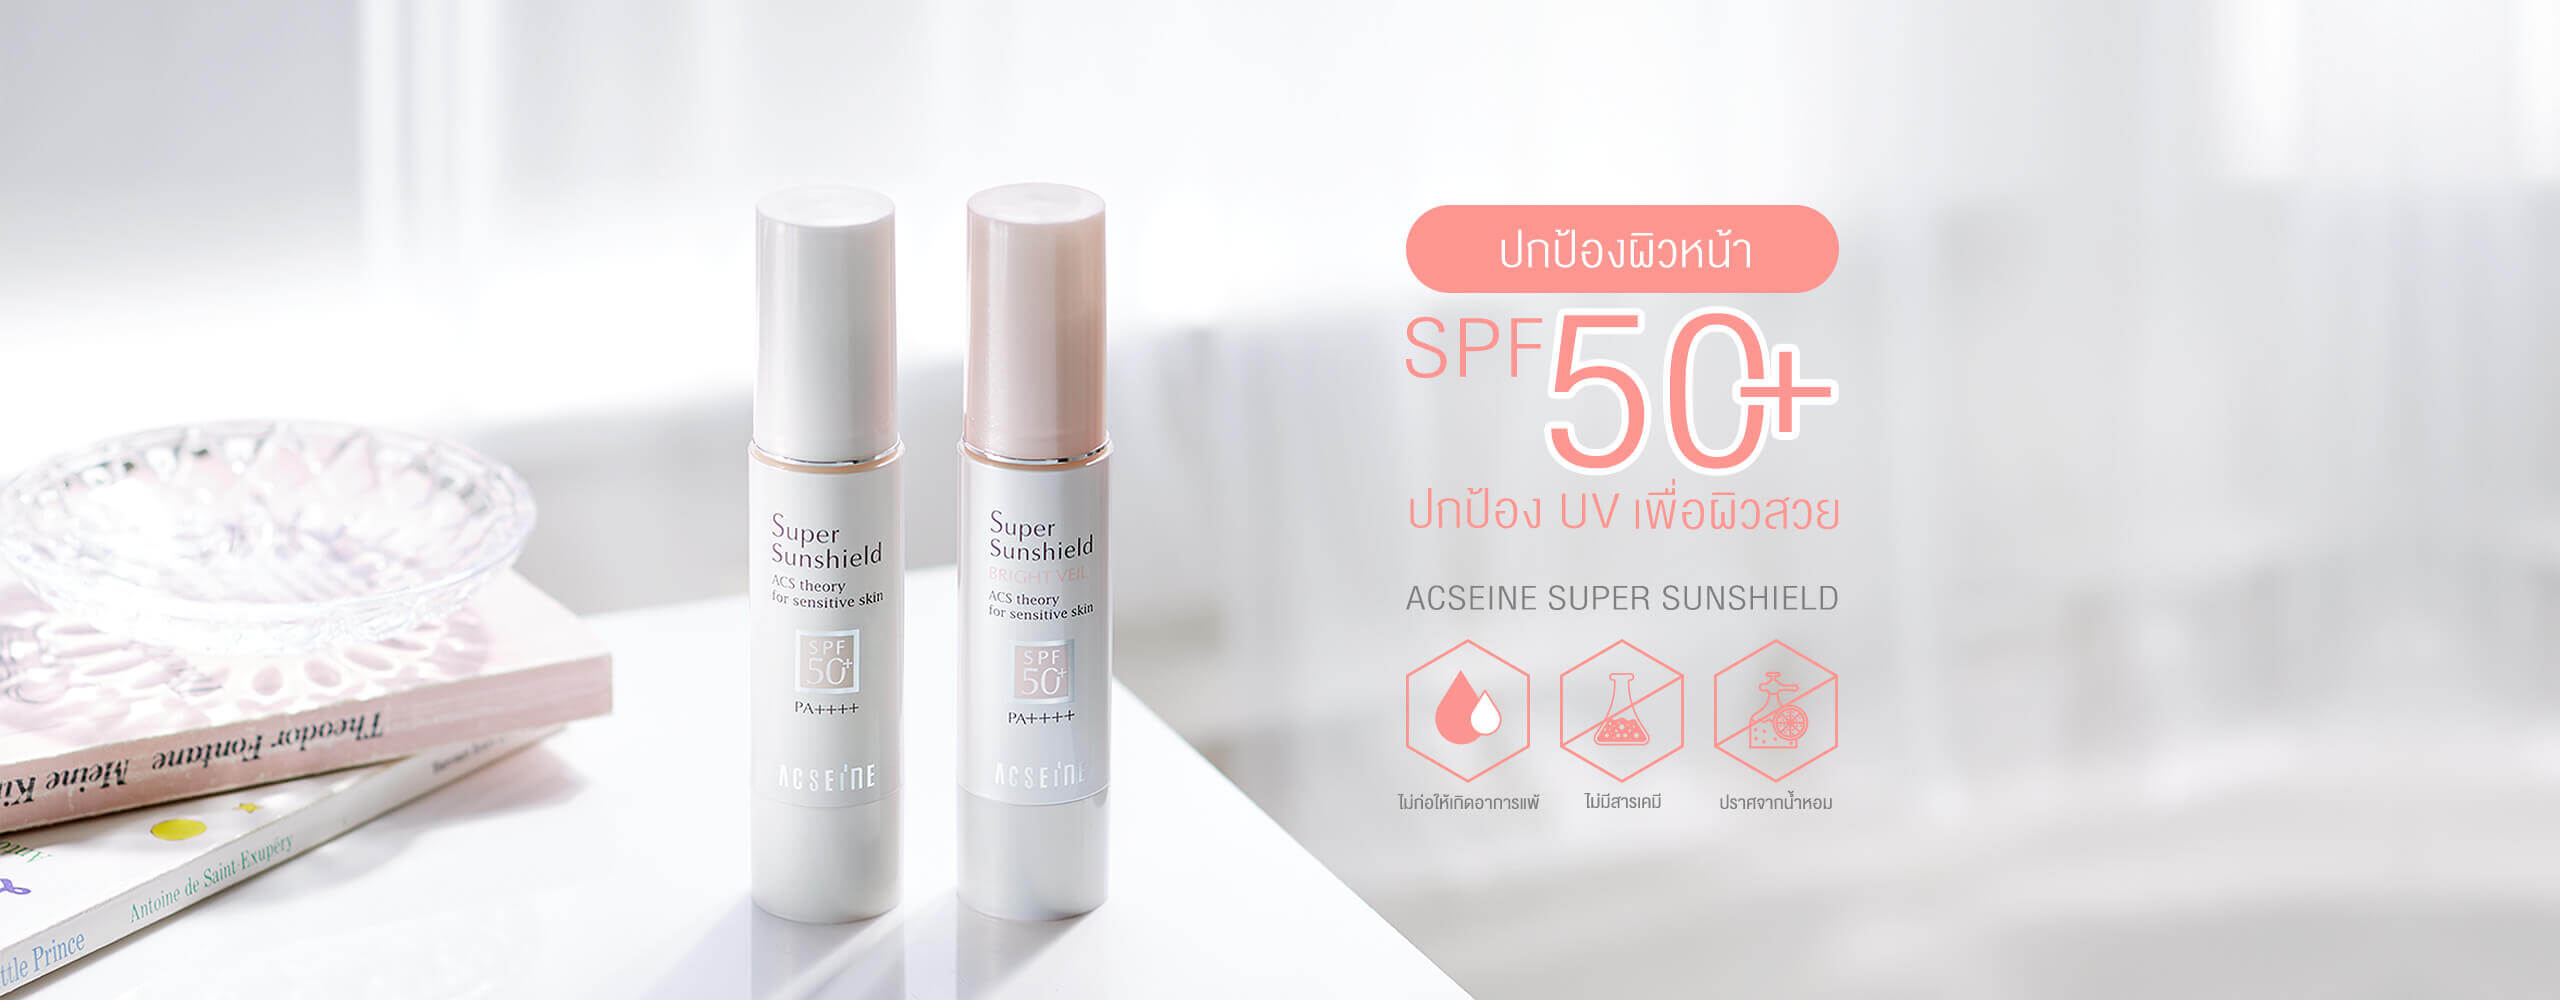 Super
Sunshield
ACS theory
for sensitive skin
SPF
50+
PA++++
ACSEINE
Super
Sunshield
BRIGHT VEIL
ACS theory
for sensitive skin
SPF
50+
PA++++
ACSEINE
Theodor Fontane Meine
Antoine de Saint-Exupéry
Prince
ปกป้องผิวหน้า
SPF 50+
ปกป้อง UV เพื่อผิวสวย
ACSEINE SUPER SUNSHIELD
ไม่ก่อให้เกิดอาการแพ้
ไม่มีสารเคมี
ปราศจากน้ำหอม